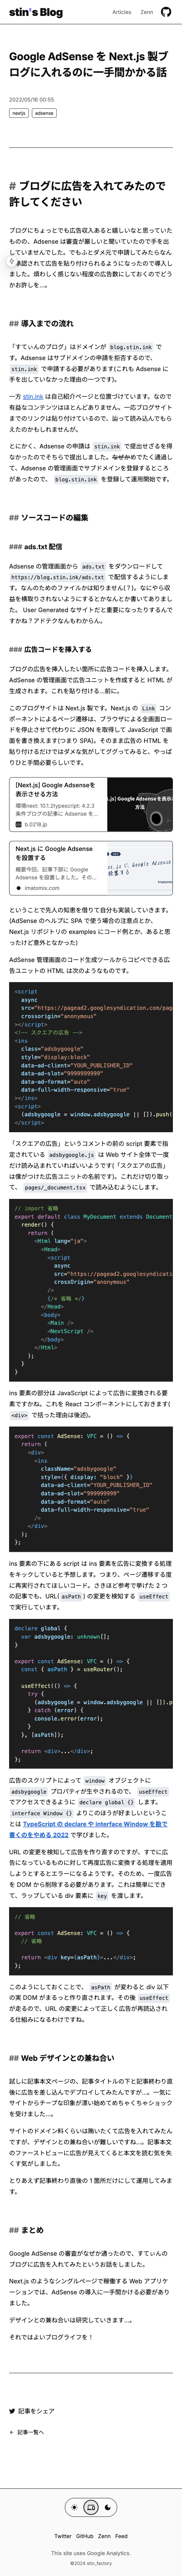 stin's Blog
Articles Zenn
Google AdSense を Next.js 製ブ
ログに入れるのに一手間かかる話
2022/05/16 00:55
nextjs adsense
# ブログに広告を入れてみたので
許してください
ブログにちょっとでも広告収入あると嬉しいなと思っていた
ものの、Adsense は審査が厳しいと聞いていたので手を出し
ていませんでした。でもふとダメ元で申請してみたらなん
承認されて広告を貼り付けられるようになったので導入し
ました。煩わしく感じない程度の広告数にしておくのでどう
かお許しを…。
## 導入までの流れ
「すてぃんのブログ」はドメインが blog.stin.ink で
す。Adsense はサブドメインの申請を拒否するので、
stin.ink で申請する必要があります(これも Adsense に
手を出していなかった理由の一つです)。
一方 stin.ink は自己紹介ページと位置づけています。なので
有益なコンテンツはほとんどありません。一応ブログサイト
までのリンクは貼り付けているので、辿って読み込んでもら
えたのかもしれませんが。
とにかく、Adsense の申請は stin.ink で提出せざるを得
なかったのでそちらで提出しました。なぜかめでたく通過し
て、Adsense の管理画面でサブドメインを登録するところ
があったので、 blog.stin.ink を登録して運用開始です。
## ソースコードの編集
### ads.txt 配信
Adsense の管理画面から ads.txt をダウンロードして
https://blog.stin.ink/ads.txt で配信するようにしま
す。なんのためのファイルかは知りません(？)。なにやら収
益を横取りされないようにするためなんとか書いてありまし
た。User Generated なサイトだと重要になったりするんで
すかね？アドテクなんもわからん。
### 広告コードを挿入する
ブログの広告を挿入したい箇所に広告コードを挿入します。
AdSense の管理画面で広告ユニットを作成すると HTML が
生成されます。これを貼り付ける…前に。
このブログサイトは Next.js 製です。Next.js の Link コン
ポーネントによるページ遷移は、ブラウザによる全画面ロー
ドを停止させて代わりに JSON を取得して JavaScript で画
面を書き換えます(つまり SPA)。そのまま広告の HTML を
貼り付けるだけではダメな気がしてググってみると、やっぱ
りひと手間必要らしいです。
[Next.js] Google Adsenseを
表示させる方法
環境next: 10.1.2typescript: 4.2.3
b.0218.jp
Next.js に Google Adsense
を設置する
概要今回、記事下部に Google
Adsense を設置しました。その…
imatomix.com
ということで先人の知恵を借りて自分も実装していきます。
(AdSense のヘルプに SPA で使う場合の注意点とか、
Next.js リポジトリの examples にコード例とか、あると思
ったけど意外となかった)
AdSense 管理画面のコード生成ツールからコピペできる広
告ユニットの HTML は次のようなものです。
<script
async
src="https://pagead2.googlesyndication.com/pag
crossorigin="anonymous"
></script>
<!-- スクエアの広告 -->
<ins
class="adsbygoogle"
style="display:block"
data-ad-client="YOUR_PUBLISHER_ID"
data-ad-slot="9999999999"
data-ad-format="auto"
data-full-width-responsive="true"
></ins>
<script>
(adsbygoogle = window.adsbygoogle || []).push(
</script>
「スクエアの広告」というコメントの前の script 要素で指
定されている adsbygoogle.js は Web サイト全体で一度
だけ読み込まれていればいいみたいです(「スクエアの広告」
は僕がつけた広告ユニットの名前です)。これだけ切り取っ
て、 pages/_document.tsx で読み込むようにします。
// import 省略
export default class MyDocument extends Document
render() {
return (
<Html lang="ja">
<Head>
<script
async
src="https://pagead2.googlesyndicati
crossOrigin="anonymous"
/>
{/* 省略 */}
</Head>
<body>
<Main />
<NextScript />
</body>
</Html>
);
}
}
ins 要素の部分は JavaScript によって広告に変換される要
素ですかね。これを React コンポーネントにしておきます(
<div> で括った理由は後述)。
export const AdSense: VFC = () => {
return (
<div>
<ins
className="adsbygoogle"
style={{ display: "block" }}
data-ad-client="YOUR_PUBLISHER_ID"
data-ad-slot="999999999"
data-ad-format="auto"
data-full-width-responsive="true"
/>
</div>
);
};
ins 要素の下にある script は ins 要素を広告に変換する処理
をキックしていると予想します。つまり、ページ遷移する度
に再実行されてほしいコード。さきほど参考で挙げた 2 つ
の記事でも、URL( asPath ) の変更を検知する useEffect
で実行しています。
declare global {
var adsbygoogle: unknown[];
}
export const AdSense: VFC = () => {
const { asPath } = useRouter();
useEffect(() => {
try {
(adsbygoogle = window.adsbygoogle || []).p
} catch (error) {
console.error(error);
}
}, [asPath]);
return <div>...</div>;
};
広告のスクリプトによって window オブジェクトに
adsbygoogle プロパティが生やされるので、 useEffect
でアクセスできるように declare global {} します。
interface Window {} よりこのほうが好ましいということ
は TypeScript の declare や interface Window を勘で
書くのをやめる 2022 で学びました。
URL の変更を検知して広告を作り直すわけですが、すでに広
告になっているものに対して再度広告に変換する処理を適用
しようとするとエラーになるようです。そのため、一度広告
を DOM から削除する必要があります。これは簡単にでき
て、ラップしている div 要素に key を渡します。
// 省略
export const AdSense: VFC = () => {
// 省略
return <div key={asPath}>...</div>;
};
このようにしておくことで、 asPath が変わると div 以下
の実 DOM がまるっと作り直されます。その後 useEffect
が走るので、URL の変更によって正しく広告が再読込され
る仕組みになるわけですね。
## Web デザインとの兼ね合い
試しに記事本文ページの、記事タイトルの下と記事終わり直
後に広告を差し込んでデプロイしてみたんですが…。一気に
サイトからチープな印象が漂い始めてめちゃくちゃショック
を受けました…。
サイトのドメイン料くらいは賄いたくて広告を入れてみたん
ですが、デザインとの兼ね合いが難しいですね…。記事本文
のファーストビューに広告が見えてくると本文を読む気を失
くす気がしました。
とりあえず記事終わり直後の 1 箇所だけにして運用してみま
す。
## まとめ
Google AdSense の審査がなぜか通ったので、すてぃんのブ
ログに広告を入れてみたというお話をしました。
Next.js のようなシングルページで稼働する Web アプリケ
ーションでは、AdSense の導入に一手間かける必要があり
ました。
デザインとの兼ね合いは研究していきます…。
それではよいブログライフを！
記事をシェア
← 記事一覧へ
Twitter GitHub Zenn Feed
This site uses Google Analytics.
©2024 stin_factory